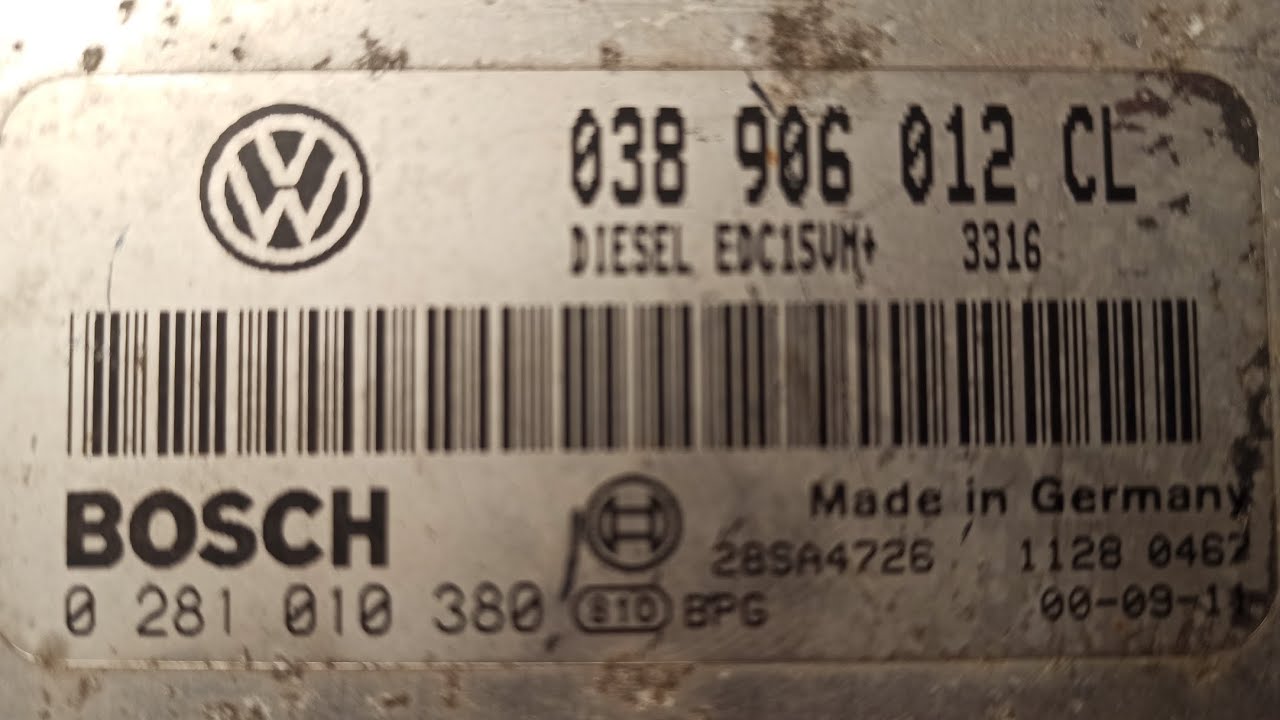 038 906 012 CL
DIESEL EDC15VM+ 3316
BOSCH
Made in Germany
28SA4726 1128 0467
0 281 010 380 810 BPG
00-09-11